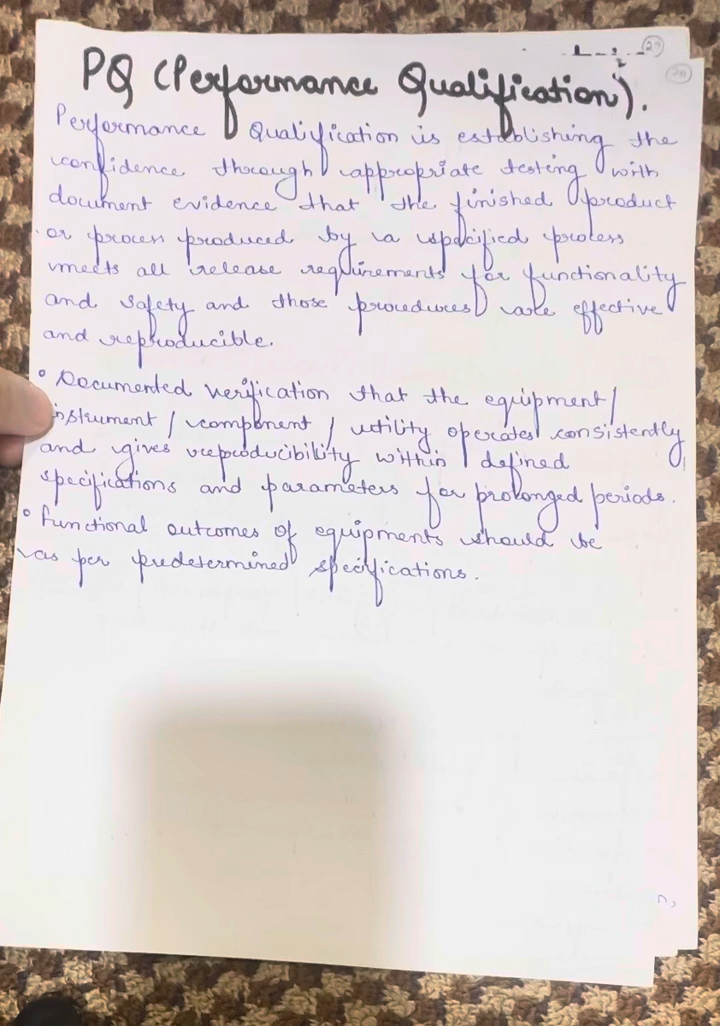 24
PQ (Performance Qualification).
Performance Qualification is establishing the
confidence through appropriate testing with
document evidence that the finished product
or process produced by a specified process
meets all release requirements for functionality
and safety and those procedures are effective
and reproducible.
° Documented verification that the equipment/
instrument / component / utility operates consistently
and gives reproducibility within defined
specifications and parameters for prolonged periods.
° Functional outcomes of equipments should be
as per predetermined specifications.